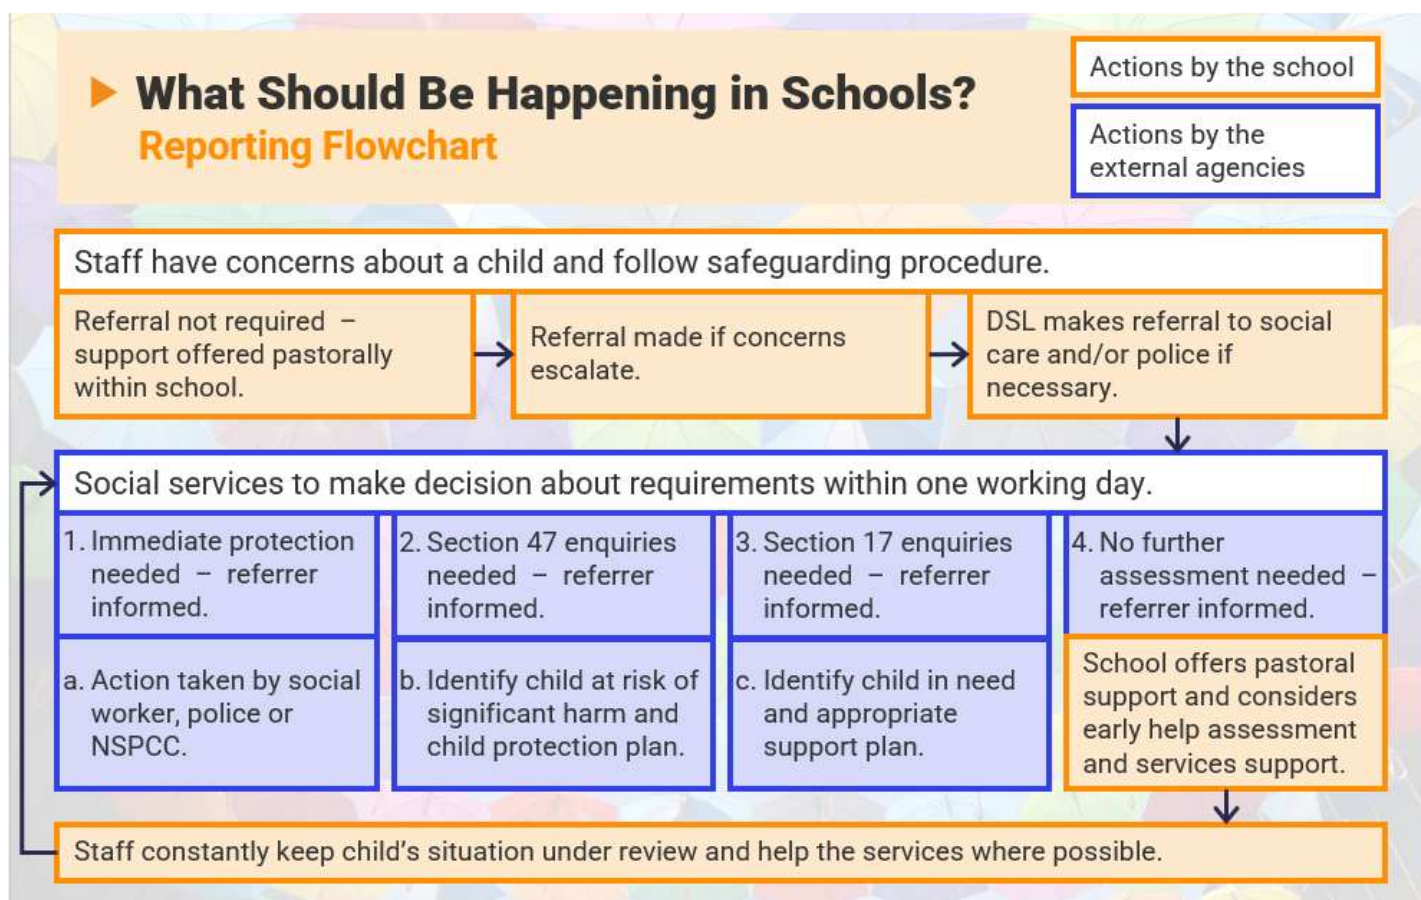 What Should Be Happening in Schools?
Reporting Flowchart
Actions by the school
Actions by the
external agencies
Staff have concerns about a child and follow safeguarding procedure.
Referral not required –
support offered pastorally
within school.
Referral made if concerns
escalate.
DSL makes referral to social
care and/or police if
necessary.
Social services to make decision about requirements within one working day.
1. Immediate protection
needed – referrer
informed.
2. Section 47 enquiries
needed – referrer
informed.
3. Section 17 enquiries
needed – referrer
informed.
4. No further
assessment needed –
referrer informed.
a. Action taken by social
worker, police or
NSPCC.
b. Identify child at risk of
significant harm and
child protection plan.
c. Identify child in need
and appropriate
support plan.
School offers pastoral
support and considers
early help assessment
and services support.
Staff constantly keep child's situation under review and help the services where possible.